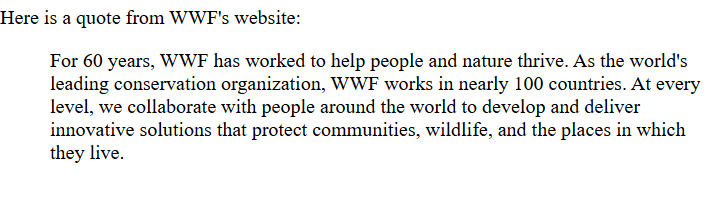 Here is a quote from WWF's website:
For 60 years, WWF has worked to help people and nature thrive. As the world's
leading conservation organization, WWF works in nearly 100 countries. At every
level, we collaborate with people around the world to develop and deliver
innovative solutions that protect communities, wildlife, and the places in which
they live.